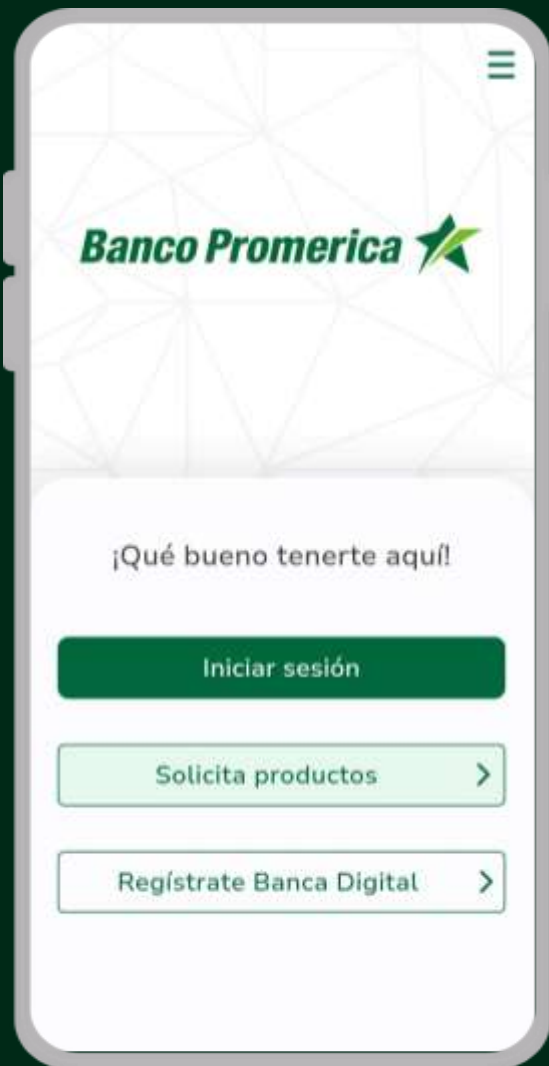 Banco Promerica
¡Qué bueno tenerte aquí!
Iniciar sesión
Solicita productos
Regístrate Banca Digital